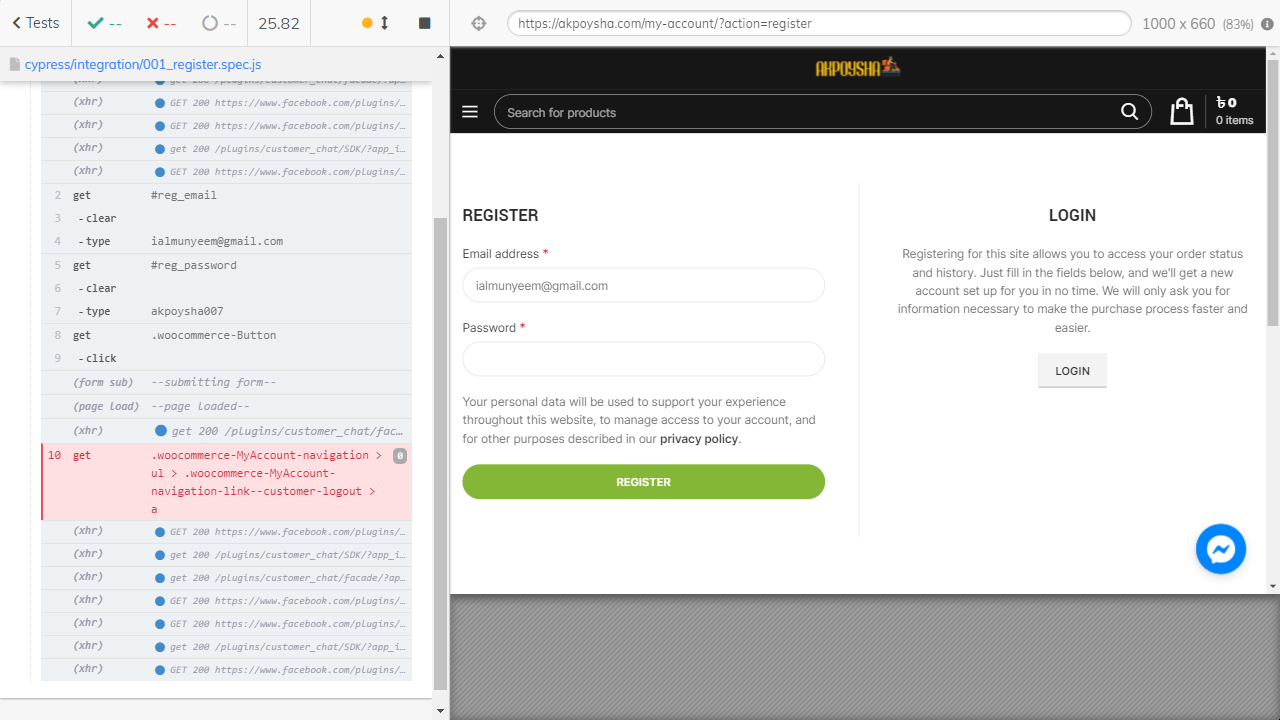 Tests
--
--
--
25.82
https://akpoysha.com/my-account/?action=register
1000 x 660 (83%)
cypress/integration/001_register.spec.js
(xhr) get 200 /plugins/customer_chat/facade/?ap…
(xhr) GET 200 https://www.facebook.com/plugins/…
(xhr) GET 200 https://www.facebook.com/plugins/…
(xhr) get 200 /plugins/customer_chat/SDK/?app_i…
(xhr) GET 200 https://www.facebook.com/plugins/…
2 get #reg_email
3 - clear
4 - type ialmunyeem@gmail.com
5 get #reg_password
6 - clear
7 - type akpoysha007
8 get .woocommerce-Button
9 - click
(form sub) --submitting form--
(page load) --page loaded--
(xhr) get 200 /plugins/customer_chat/fac…
10 get .woocommerce-MyAccount-navigation > 0
ul > .woocommerce-MyAccount-
navigation-link--customer-logout >
a
(xhr) GET 200 https://www.facebook.com/plugins/…
(xhr) get 200 /plugins/customer_chat/SDK/?app_i…
(xhr) get 200 /plugins/customer_chat/facade/?ap…
(xhr) GET 200 https://www.facebook.com/plugins/…
(xhr) GET 200 https://www.facebook.com/plugins/…
(xhr) get 200 /plugins/customer_chat/SDK/?app_i…
(xhr) GET 200 https://www.facebook.com/plugins/…
AKPOYSHA
Search for products
৳ 0
0 items
REGISTER
Email address *
ialmunyeem@gmail.com
Password *
Your personal data will be used to support your experience
throughout this website, to manage access to your account, and
for other purposes described in our privacy policy.
REGISTER
LOGIN
Registering for this site allows you to access your order status
and history. Just fill in the fields below, and we'll get a new
account set up for you in no time. We will only ask you for
information necessary to make the purchase process faster and
easier.
LOGIN